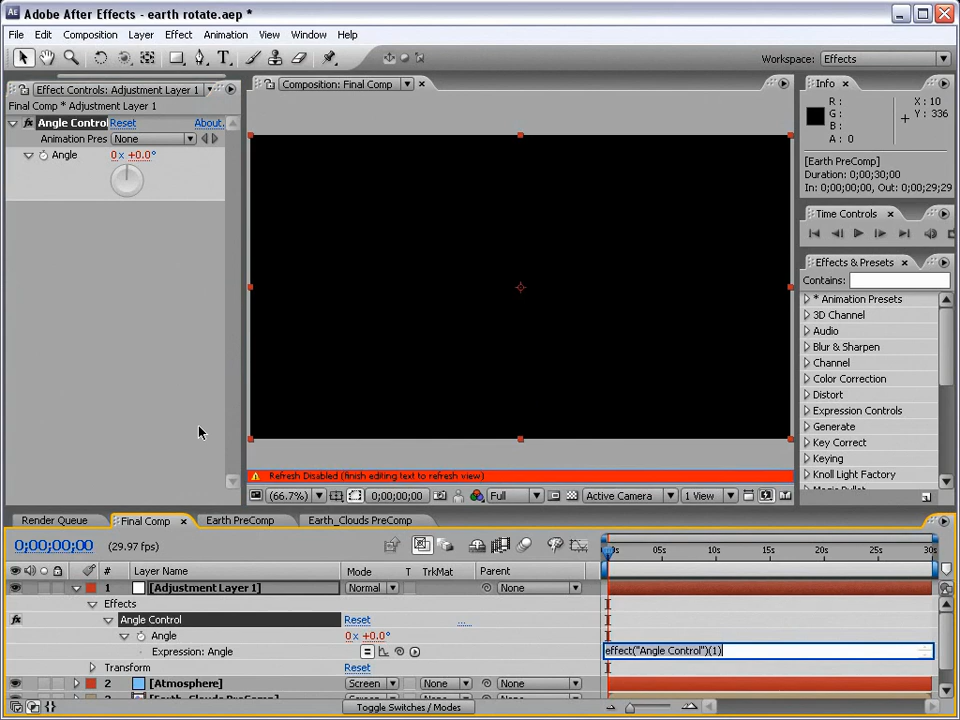 Adobe After Effects - earth rotate.aep *
File Edit Composition Layer Effect Animation View Window Help
Workspace: Effects
Effect Controls: Adjustment Layer 1
Final Comp * Adjustment Layer 1
Angle Control Reset About.
Animation Pres None
Angle 0 x +0.0°
Composition: Final Comp
Refresh Disabled (finish editing text to refresh view)
(66.7%) 0;00;00;00 Full Active Camera 1 View
Info
R :
G :
B :
A : 0
X : 10
Y : 336
[Earth PreComp]
Duration: 0;00;30;00
In: 0;00;00;00, Out: 0;00;29;29
Time Controls
Effects & Presets
Contains:
* Animation Presets
3D Channel
Audio
Blur & Sharpen
Channel
Color Correction
Distort
Expression Controls
Generate
Key Correct
Keying
Knoll Light Factory
Magic Bullet
Render Queue Final Comp Earth PreComp Earth_Clouds PreComp
0;00;00;00 (29.97 fps)
0s 05s 10s 15s 20s 25s 30s
# Layer Name Mode T TrkMat Parent
1 [Adjustment Layer 1] Normal None
Effects
Angle Control Reset ...
Angle 0 x +0.0°
Expression: Angle effect("Angle Control")(1)
Transform Reset
2 [Atmosphere] Screen None None
[Earth_Clouds PreComp]
Toggle Switches / Modes